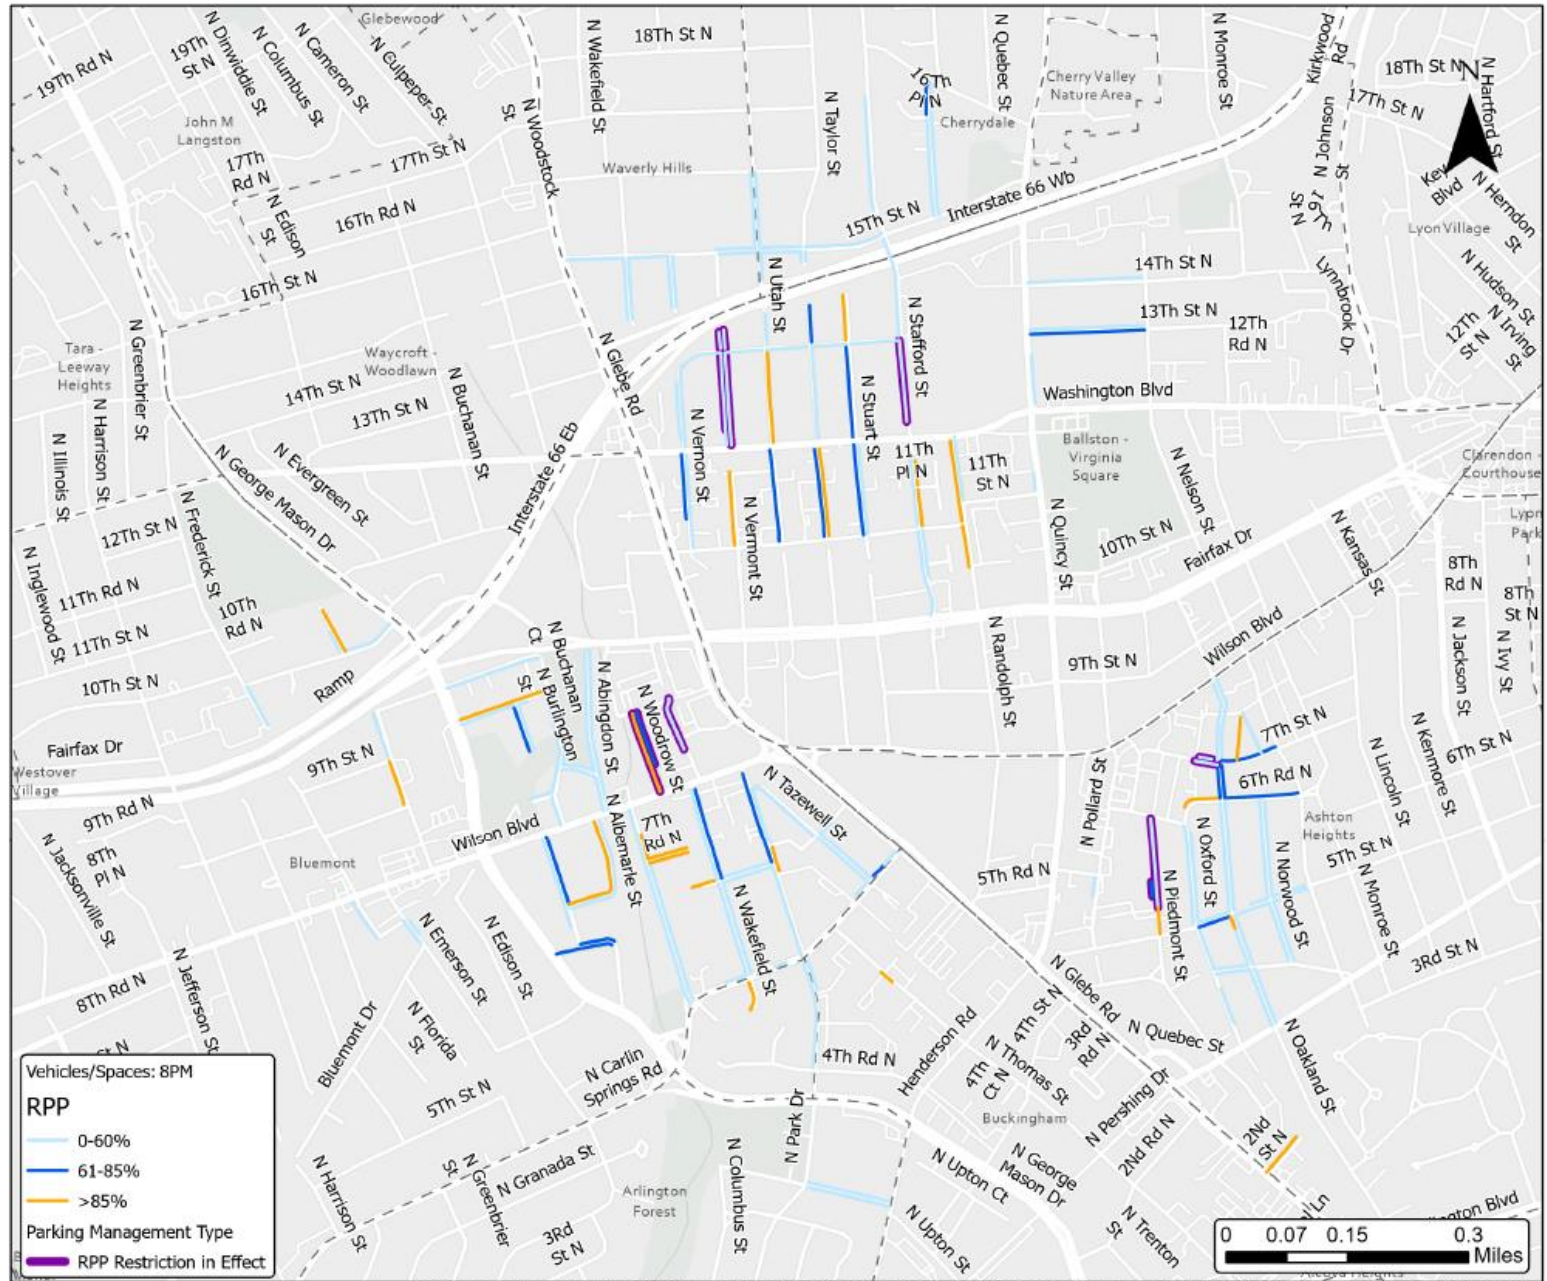 Glebewood
19Th Rd N
19Th
St N
N Dinwiddie St
N Columbus St
N Cameron St
N Culpeper St
St
N Woodstock
N Wakefield St
18Th St N
N Taylor St
16Th
Pl N
Cherrydale
N Quebec St
Cherry Valley
Nature Area
N Monroe St
Kirkwood
Rd
18Th St N
N
N Hartford St
17Th St N
N Johnson
St
Key
Blvd
N Herndon
St
John M
Langston
17Th
Rd N
17Th St N
Waverly Hills
N Edison
St
16Th Rd N
16Th St N
15Th St N
Interstate 66 Wb
16Th
St N
Lyon Village
N Hudson St
N Irving
St
12Th
St N
Lynnbrook Dr
14Th St N
13Th St N
12Th
Rd N
N Utah St
N Stafford St
N Glebe Rd
N Greenbrier St
Tara -
Leeway
Heights
Waycroft -
Woodlawn
14Th St N
13Th St N
N Buchanan St
N Harrison St
N Illinois St
Washington Blvd
N Vernon St
N Stuart St
11Th
Pl N
11Th
St N
Ballston -
Virginia
Square
N Nelson St
Clarendon -
Courthouse
N George Mason Dr
N Evergreen St
Interstate 66 Eb
12Th St N
N Frederick St
N Inglewood St
11Th Rd N
11Th St N
10Th
Rd N
10Th St N
N Vermont St
N Quincy St
10Th St N
Fairfax Dr
N Kansas St
Lyon
Park
8Th
Rd N
8Th
St N
N Jackson St
N Ivy St
N Buchanan
Ct
N Burlington
St
N Abingdon St
N Woodrow St
Ramp
N Randolph St
9Th St N
Wilson Blvd
Fairfax Dr
Westover
Village
9Th St N
9Th Rd N
7Th St N
6Th Rd N
N Lincoln St
N Kenmore St
6Th St N
N Tazewell St
N Pollard St
Wilson Blvd
N Albemarle St
7Th
Rd N
8Th
Pl N
N Jacksonville St
Bluemont
Ashton
Heights
5Th St N
N Oxford St
N Norwood St
N Monroe St
5Th Rd N
N Piedmont St
N Wakefield St
N Emerson St
N Edison St
N Jefferson St
8Th Rd N
3Rd St N
N Glebe Rd
N Quebec St
N Oakland St
Bluemont Dr
N Florida
St
St N
N Carlin
Springs Rd
4Th Rd N
Henderson Rd
4Th St N
3Rd
Rd N
N Thomas St
4Th
Ct N
Buckingham
N Pershing Dr
2Nd Rd N
2Nd
St N
5Th St N
N Park Dr
N Harrison St
N Greenbrier
St
N Granada St
3Rd
St N
Arlington
Forest
N Columbus St
N Upton Ct
N George
Mason Dr
N Upton St
N Trenton
St
Vehicles/Spaces: 8PM
RPP
0-60%
61-85%
>85%
Parking Management Type
RPP Restriction in Effect
0 0.07 0.15 0.3
Miles